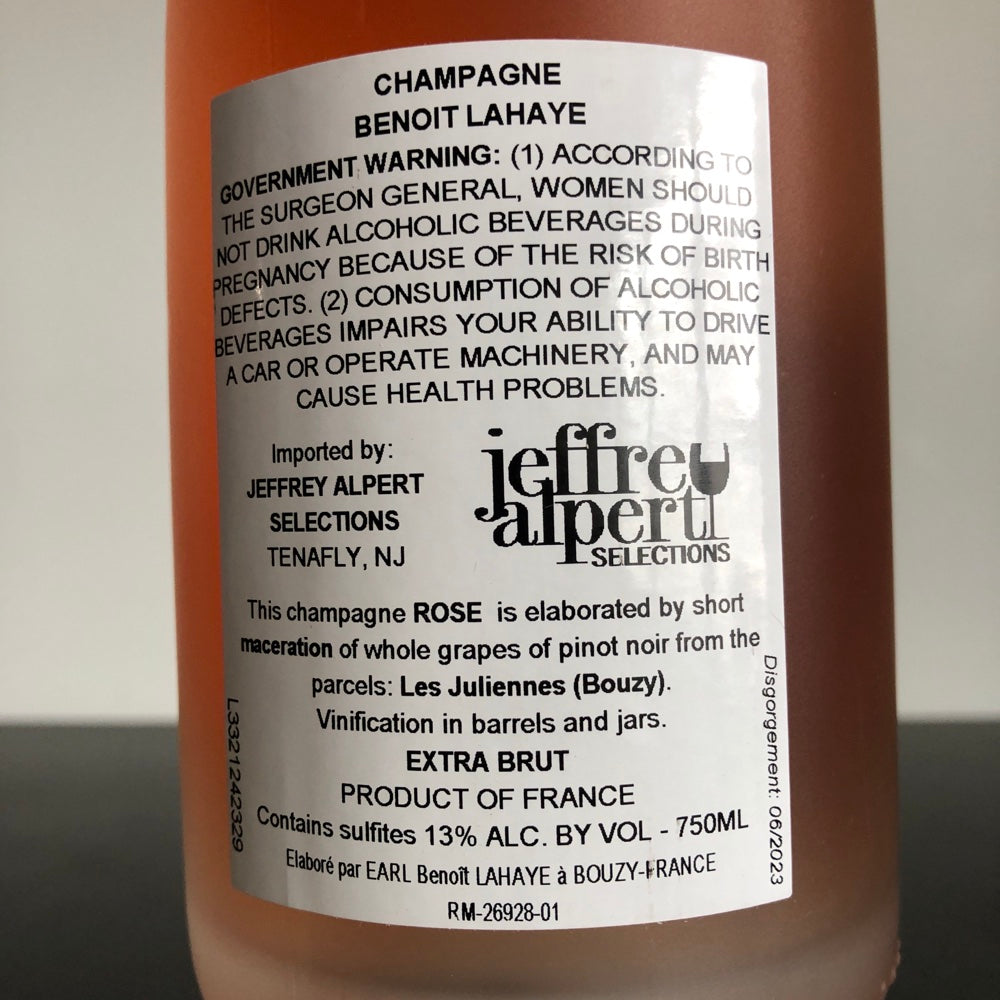 CHAMPAGNE
BENOIT LAHAYE
GOVERNMENT WARNING: (1) ACCORDING TO
THE SURGEON GENERAL, WOMEN SHOULD
NOT DRINK ALCOHOLIC BEVERAGES DURING
PREGNANCY BECAUSE OF THE RISK OF BIRTH
DEFECTS. (2) CONSUMPTION OF ALCOHOLIC
BEVERAGES IMPAIRS YOUR ABILITY TO DRIVE
A CAR OR OPERATE MACHINERY, AND MAY
CAUSE HEALTH PROBLEMS.
Imported by:
JEFFREY ALPERT
SELECTIONS
TENAFLY, NJ
jeffrey
alpert
SELECTIONS
This champagne ROSE is elaborated by short
maceration of whole grapes of pinot noir from the
parcels: Les Juliennes (Bouzy).
Vinification in barrels and jars.
EXTRA BRUT
PRODUCT OF FRANCE
Contains sulfites 13% ALC. BY VOL - 750ML
Elaboré par EARL Benoît LAHAYE à BOUZY-FRANCE
RM-26928-01
L3321242329
Disgorgement: 06/2023